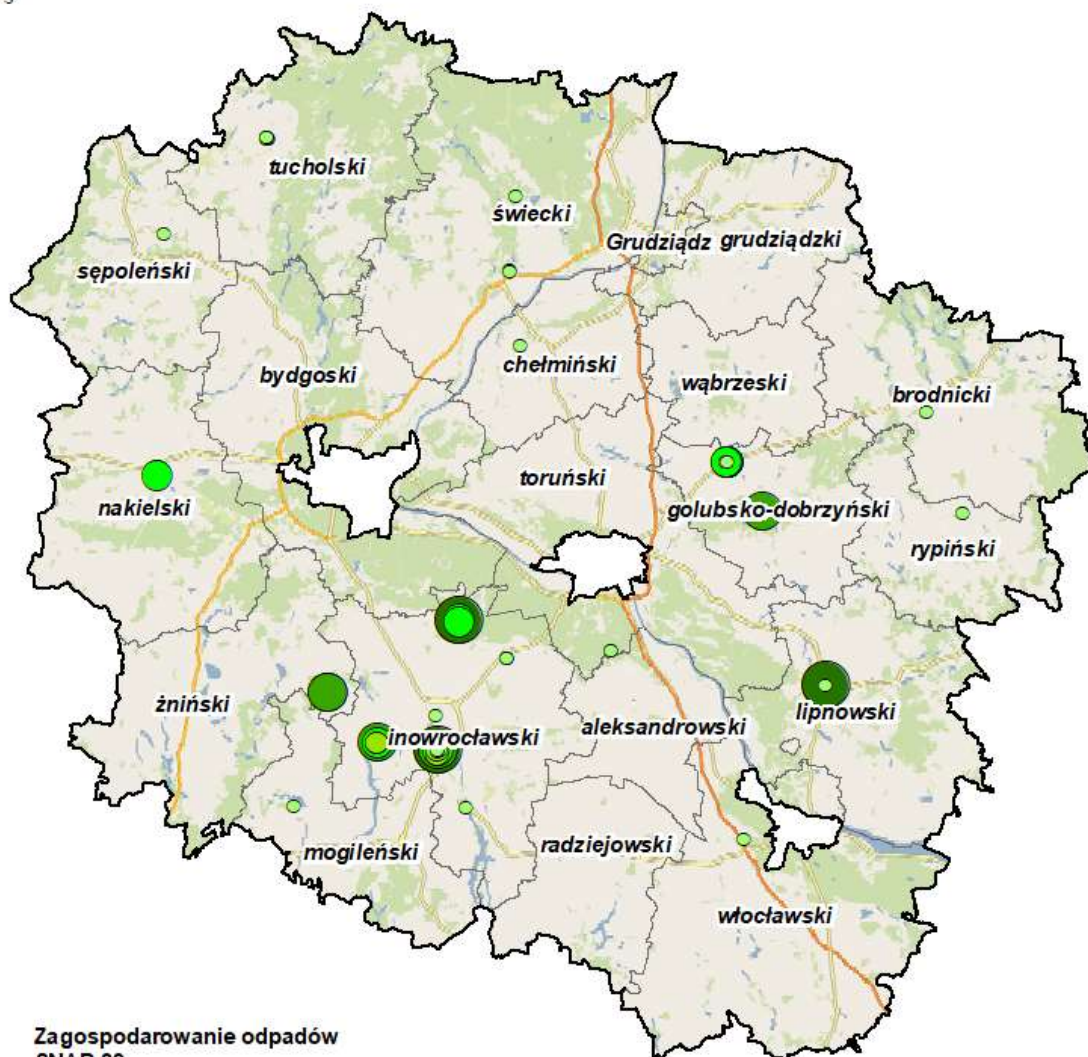 tucholski
świecki
Grudziądz grudziądzki
sępoleński
chełmiński
bydgoski
wąbrzeski
brodnicki
toruński
nakielski
golubsko-dobrzyński
rypiński
żniński
lipnowski
inowrocławski
aleksandrowski
mogileński
radziejowski
włocławski
Zagospodarowanie odpadów